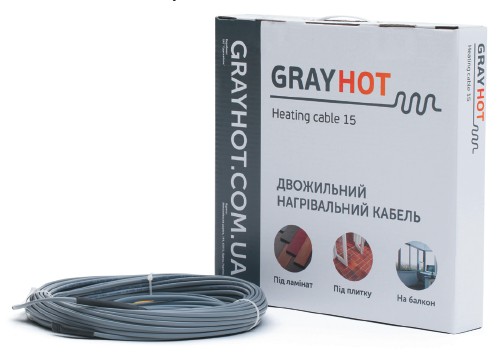 GRAYHOT.COM.UA
GRAYHOT
Heating cable 15
ДВОЖИЛЬНИЙ
НАГРІВАЛЬНИЙ КАБЕЛЬ
Під ламінат
Під плитку
На балкон